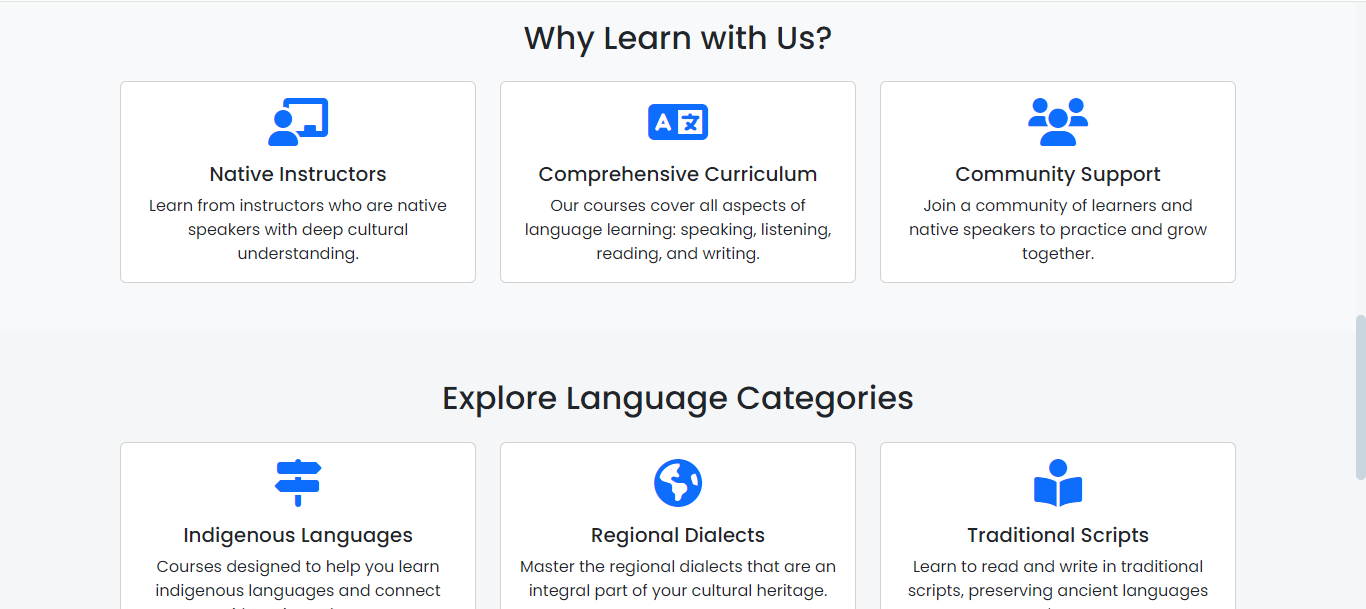 Why Learn with Us?
Native Instructors
Learn from instructors who are native
speakers with deep cultural
understanding.
Comprehensive Curriculum
Our courses cover all aspects of
language learning: speaking, listening,
reading, and writing.
Community Support
Join a community of learners and
native speakers to practice and grow
together.
Explore Language Categories
Indigenous Languages
Courses designed to help you learn
indigenous languages and connect
Regional Dialects
Master the regional dialects that are an
integral part of your cultural heritage.
Traditional Scripts
Learn to read and write in traditional
scripts, preserving ancient languages